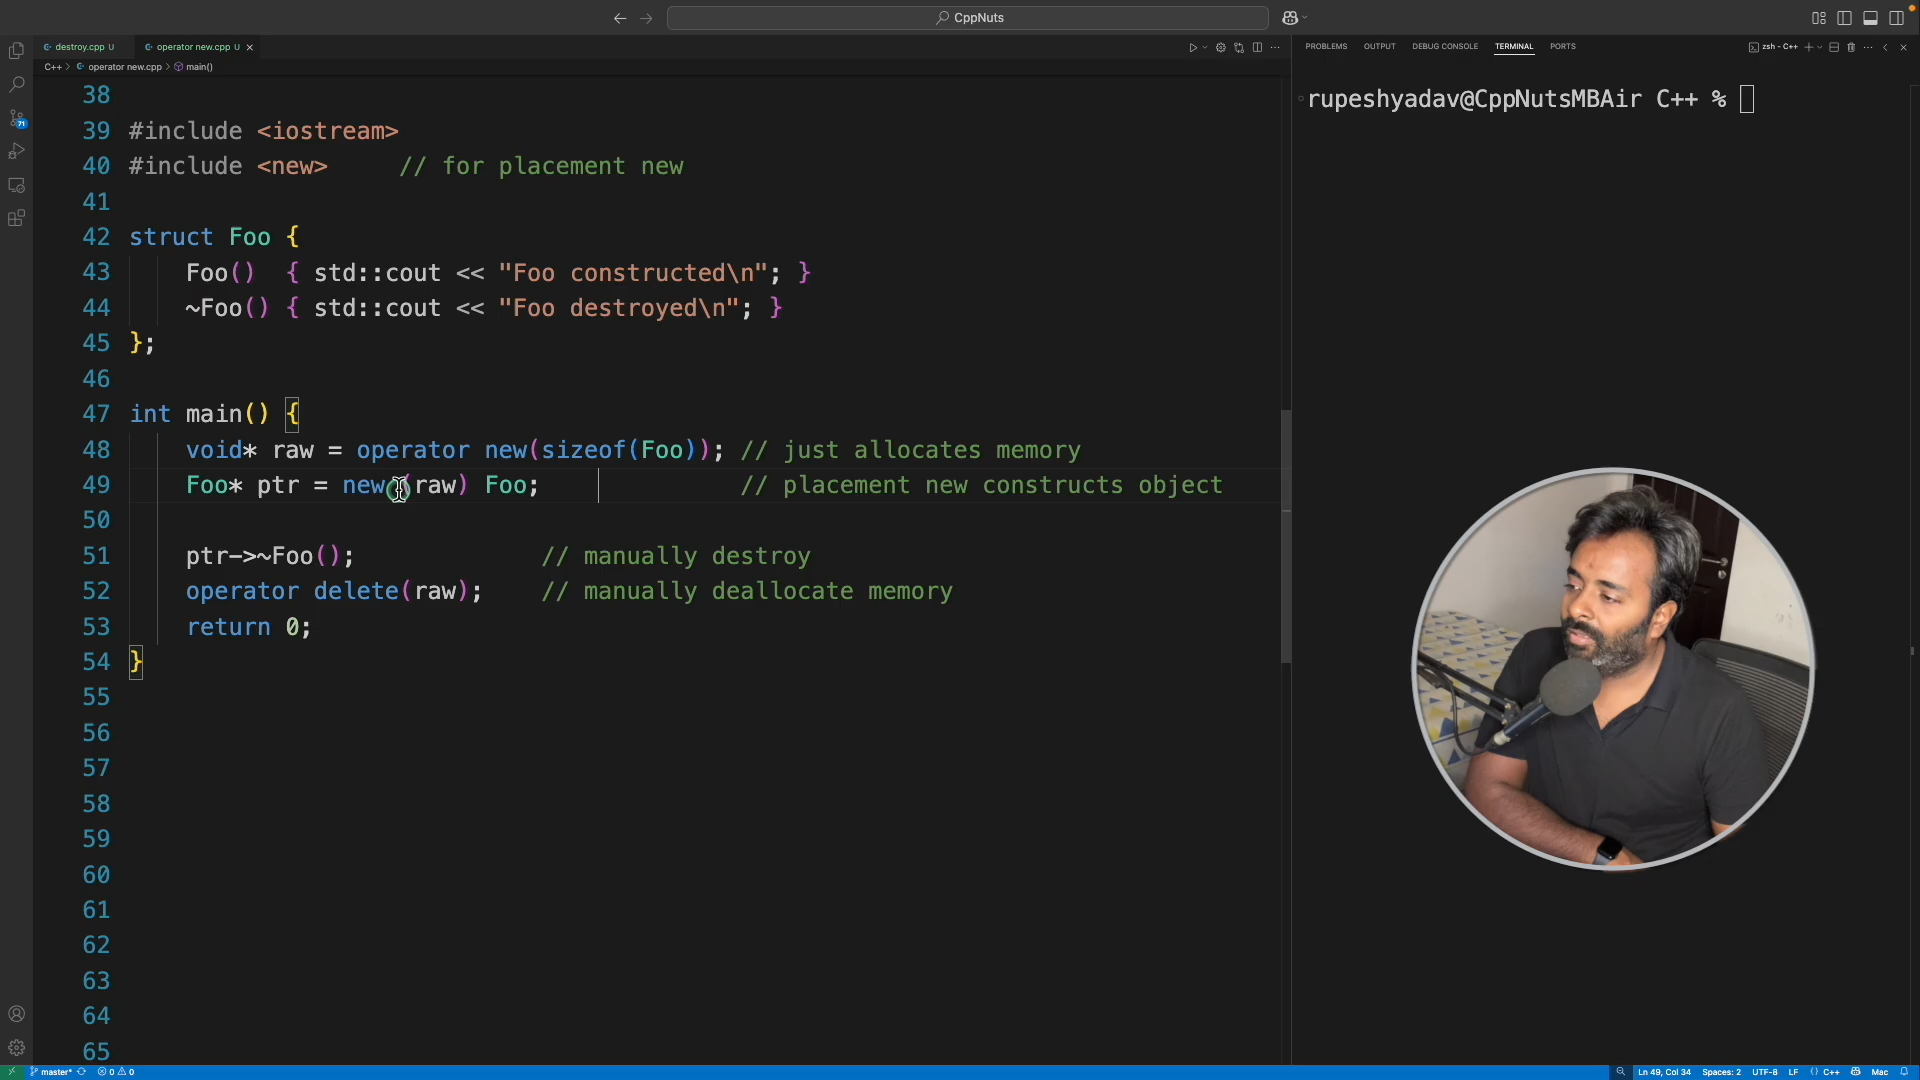 CppNuts
destroy.cpp U
operator new.cpp U
C++ > operator new.cpp > main()
PROBLEMS OUTPUT DEBUG CONSOLE TERMINAL PORTS
zsh - C++
38
39 #include <iostream>
40 #include <new> // for placement new
41
42 struct Foo {
43 Foo() { std::cout << "Foo constructed\n"; }
44 ~Foo() { std::cout << "Foo destroyed\n"; }
45 };
46
47 int main() {
48 void* raw = operator new(sizeof(Foo)); // just allocates memory
49 Foo* ptr = new (raw) Foo; // placement new constructs object
50
51 ptr->~Foo(); // manually destroy
52 operator delete(raw); // manually deallocate memory
53 return 0;
54 }
55
56
57
58
59
60
61
62
63
64
65
rupeshyadav@CppNutsMBAir C++ %
71
master* 0 0
Ln 49, Col 34 Spaces: 2 UTF-8 LF {} C++ Mac